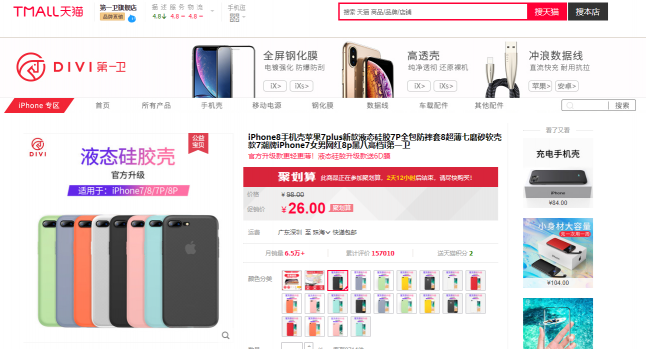 TMALL天猫
第一卫旗舰店
品牌直销
描述 服务 物流
4.8 4.8 4.8
手机逛
搜索 天猫 商品/品牌/店铺
搜天猫
搜本店
DIVI 第一卫
全屏钢化膜
电镀强化 防爆防刮
iX> iXs>
高透壳
纯净透彻 还原裸机
iX> iXs>
冲浪数据线
直流快充 耐用抗拉
苹果> 安卓>
iPhone 专区
首页
所有产品
手机壳
移动电源
钢化膜
数据线
车载配件
其他配件
搜索
DIVI
公益宝贝
液态硅胶壳
官方升级
适用于：iPhone7/8/7P/8P
iPhone8手机壳苹果7plus新款液态硅胶7P全包防摔套8超薄七磨砂软壳
款7潮牌iPhone7女男网红8p黑八高档i第一卫
官方升级款更轻更薄！液态硅胶升级款送6D膜
聚划算 此商品正在参加聚划算，2天12小时后结束，请尽快购买！
价格 ¥98.00
促销价 ¥26.00 聚划算
运费 广东深圳 至 珠海 快递包邮
月销量 6.5万+
累计评价 157010
送天猫积分 2
颜色分类
看了又看
充电手机壳
¥84.00
小身材大容量
¥104.00